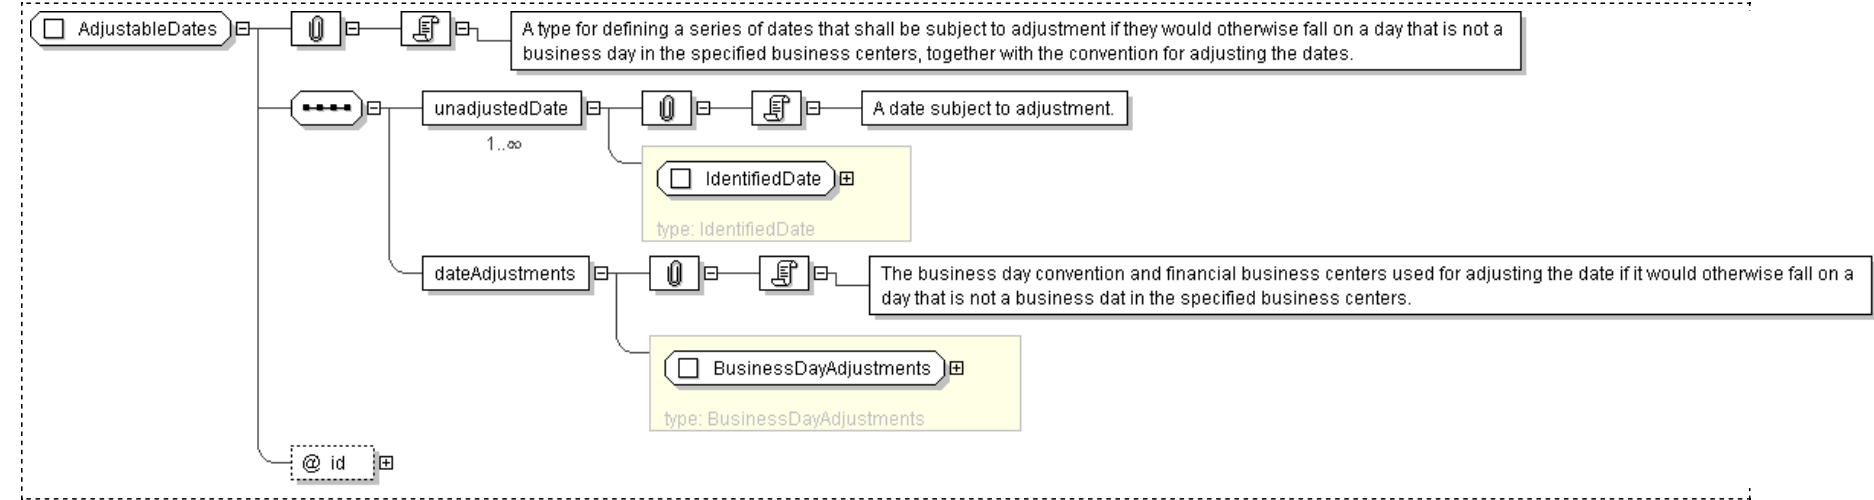 AdjustableDates
A type for defining a series of dates that shall be subject to adjustment if they would otherwise fall on a day that is not a
business day in the specified business centers, together with the convention for adjusting the dates.
unadjustedDate
A date subject to adjustment.
1..∞
IdentifiedDate
type: IdentifiedDate
dateAdjustments
The business day convention and financial business centers used for adjusting the date if it would otherwise fall on a
day that is not a business dat in the specified business centers.
BusinessDayAdjustments
type: BusinessDayAdjustments
@ id